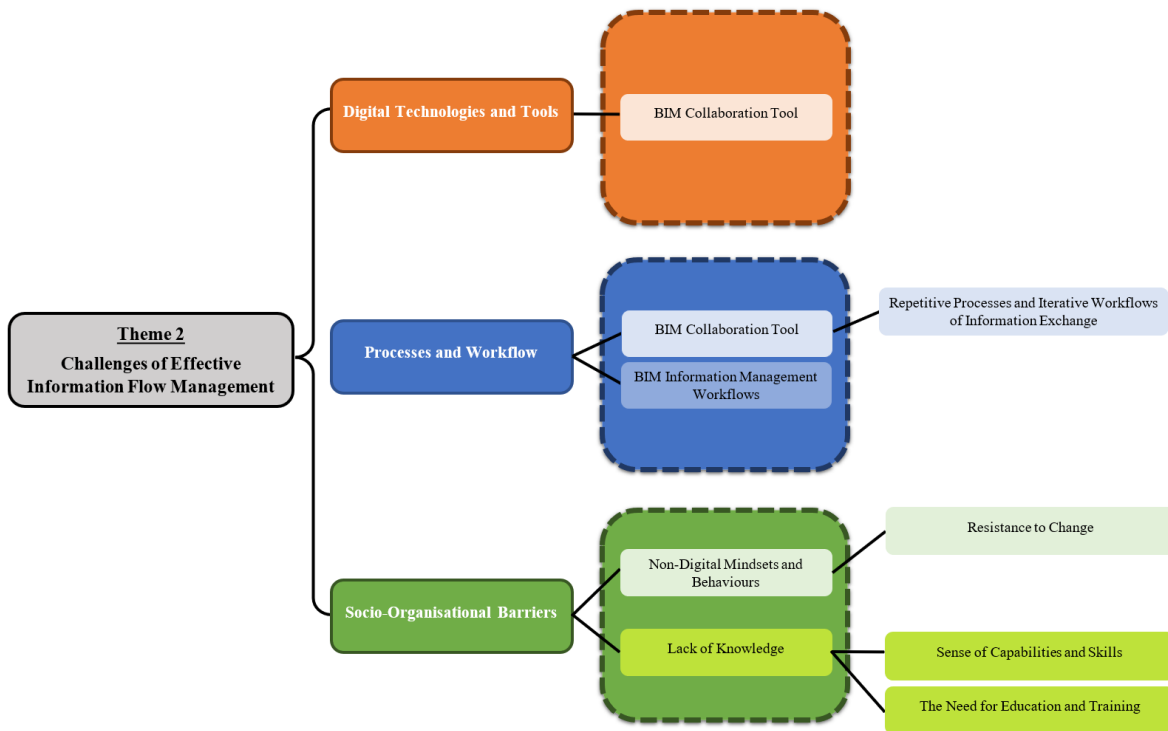 Theme 2
Challenges of Effective
Information Flow Management
Digital Technologies and Tools
BIM Collaboration Tool
Processes and Workflow
BIM Collaboration Tool
Repetitive Processes and Iterative Workflows
of Information Exchange
BIM Information Management
Workflows
Socio-Organisational Barriers
Non-Digital Mindsets and
Behaviours
Resistance to Change
Lack of Knowledge
Sense of Capabilities and Skills
The Need for Education and Training